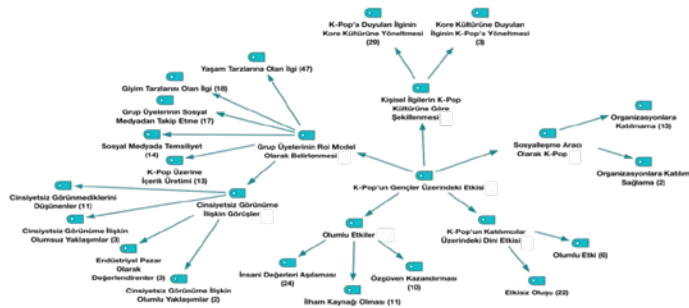 K-Pop'a Duyulan İlginin
Kore Kültürüne Yöneltmesi
(29)
Kore Kültürüne Duyulan
İlginin K-Pop'a Yöneltmesi
(3)
Yaşam Tarzlarına Olan İlgi (47)
Giyim Tarzlarısı Olan İlgi (18)
Grup Üyelerinin Sosyal
Medyadan Takip Etme (17)
Sosyal Medyada Temsiliyet
(14)
K-Pop Üzerine
İçerik Üretimi (13)
Grup Üyelerinin Rol Model
Olarak Belirlenmesi
Kişisel İlgilerin K-Pop
Kültürüne Göre
Şekillenmesi
Organizasyonlara
Katılmama (13)
Sosyalleşme Aracı
Olarak K-Pop
Organizasyonlara Katılım
Sağlama (2)
K-Pop'un Gençler Üzerindeki Etkisi
Cinsiyetsiz Görünmediklerini
Düşünenler (11)
Cinsiyetsiz Görünüme
İlişkin Görüşler
Cinsiyetsiz Görünüme İlişkin
Olumsuz Yaklaşımlar (3)
Endüstriyel Pazar
Olarak
Değerlendirenler (3)
Cinsiyetsiz Görünüme İlişkin
Olumlu Yaklaşımlar (2)
Olumlu
Etkiler
İnsani Değerleri Aşılaması
(24)
İlham Kaynağı Olması (11)
Özgüven Kazandırması
(10)
K-Pop'un Katılımcılar
Üzerindeki Dini Etkisi
Olumlu Etki (6)
Etkisiz Oluşu (22)